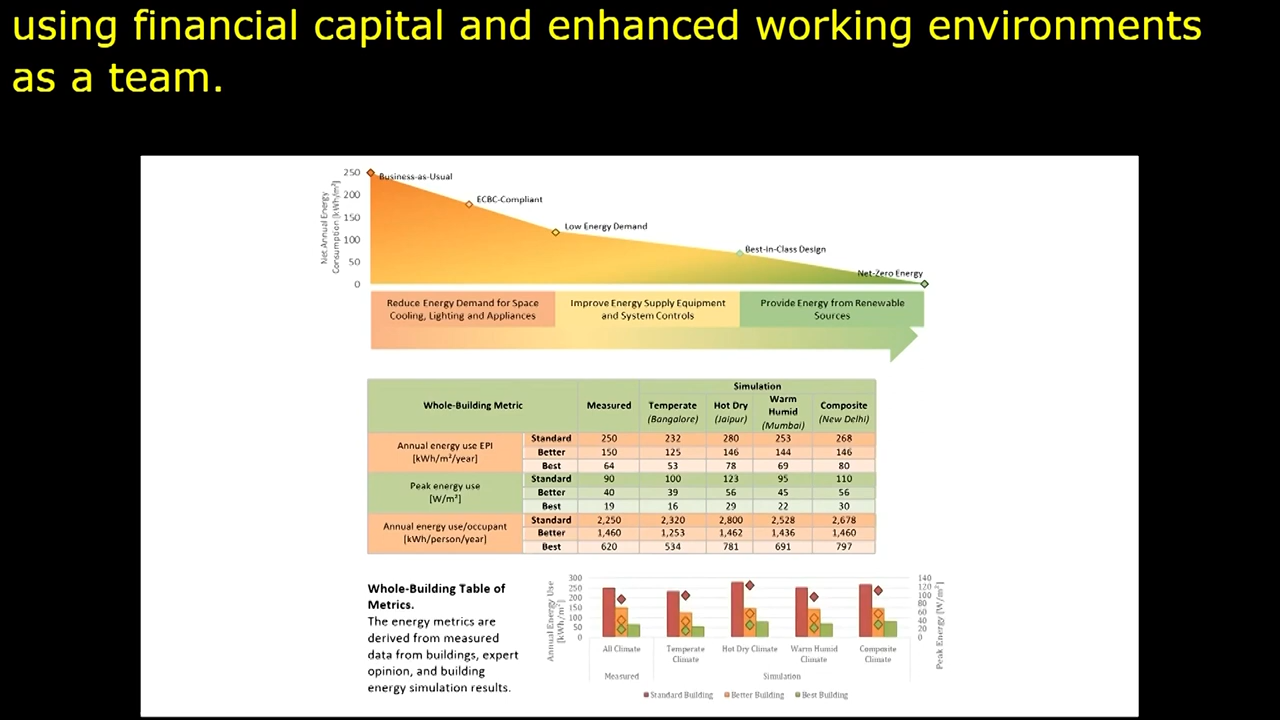 using financial capital and enhanced working environments
as a team.
250
200
150
100
50
0
Net Annual Energy
Consumption [kWh/m²]
Business-as-Usual
ECBC-Compliant
Low Energy Demand
Best-in-Class Design
Net-Zero Energy
Reduce Energy Demand for Space
Cooling, Lighting and Appliances
Improve Energy Supply Equipment
and System Controls
Provide Energy from Renewable
Sources
Whole-Building Metric
Measured
Simulation
Temperate
(Bangalore)
Hot Dry
(Jaipur)
Warm
Humid
(Mumbai)
Composite
(New Delhi)
Annual energy use EPI
[kWh/m²/year]
Standard 250 232 280 253 268
Better 150 125 146 144 146
Best 64 53 78 69 80
Peak energy use
[W/m²]
Standard 90 100 123 95 110
Better 40 39 56 45 56
Best 19 16 29 22 30
Annual energy use/occupant
[kWh/person/year]
Standard 2,250 2,320 2,800 2,528 2,678
Better 1,460 1,253 1,462 1,436 1,460
Best 620 534 781 691 797
Whole-Building Table of
Metrics.
The energy metrics are
derived from measured
data from buildings, expert
opinion, and building
energy simulation results.
Annual Energy Use
[kWh/m²]
300
250
200
150
100
50
0
140
120
100
80
60
40
20
0
Peak Energy [W/m²]
All Climate
Temperate
Climate
Hot Dry Climate
Warm Humid
Climate
Composite
Climate
Measured
Simulation
Standard Building Better Building Best Building